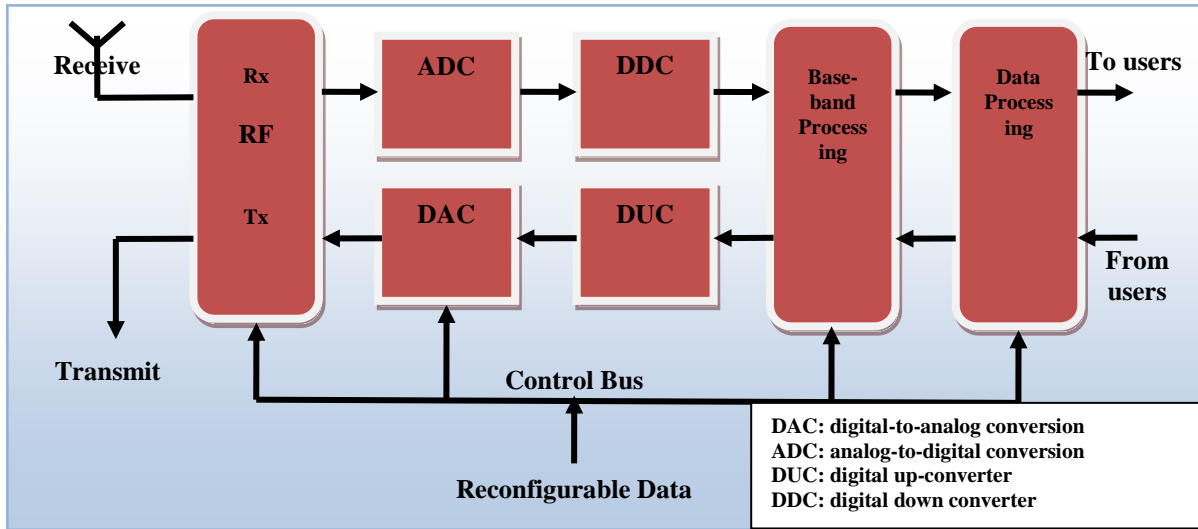 Receive
Rx
RF
Tx
ADC
DDC
Base-
band
Process
ing
Data
Process
ing
To users
DAC
DUC
From
users
Transmit
Control Bus
Reconfigurable Data
DAC: digital-to-analog conversion
ADC: analog-to-digital conversion
DUC: digital up-converter
DDC: digital down converter